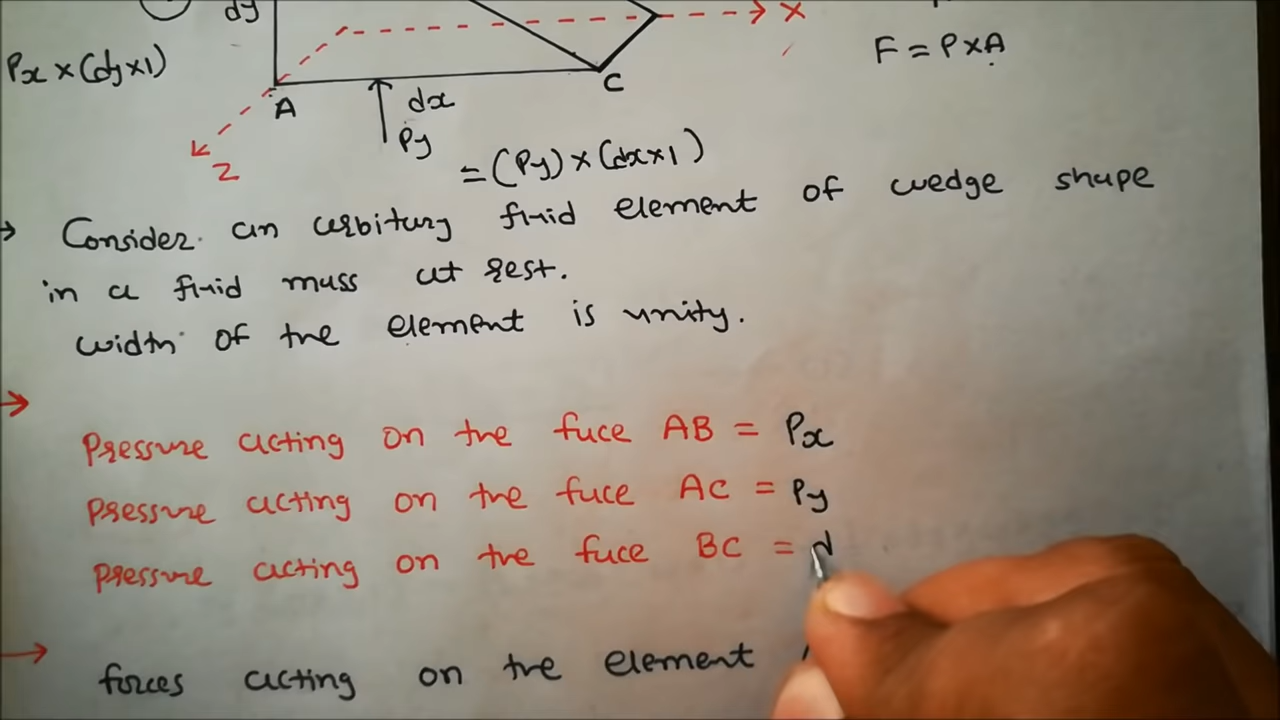 dy
x
Px × (dy×1)
F = P×A
A
dx
C
Py
z
= (Py) × (dx×1)
→ Consider an arbitury fluid element of wedge shape
in a fluid mass at rest.
width of the element is unity.
→
Pressure acting on the face AB = Px
Pressure acting on the face AC = Py
Pressure acting on the face BC = d
→ forces acting on the element